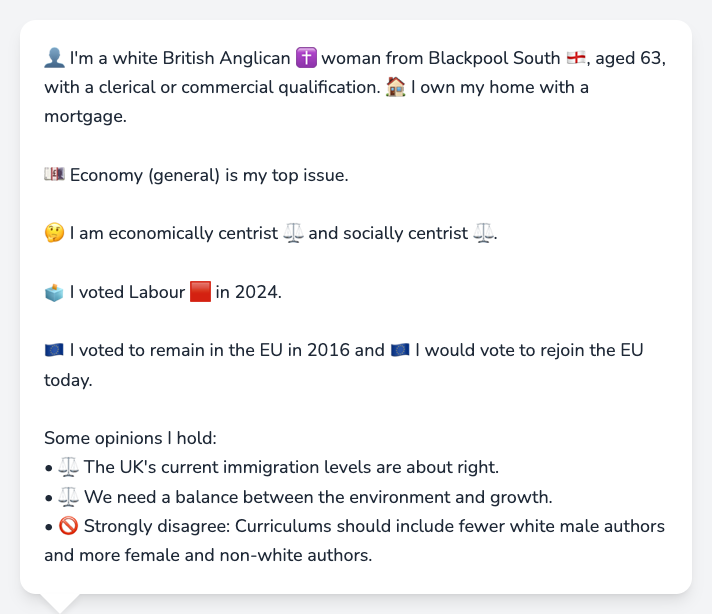 👤 I'm a white British Anglican ✝️ woman from Blackpool South 🏴󠁧󠁢󠁥󠁮󠁧󠁿, aged 63,
with a clerical or commercial qualification. 🏠 I own my home with a
mortgage.
💷 Economy (general) is my top issue.
🤔 I am economically centrist ⚖️ and socially centrist ⚖️.
🗳️ I voted Labour 🟥 in 2024.
🇪🇺 I voted to remain in the EU in 2016 and 🇪🇺 I would vote to rejoin the EU
today.
Some opinions I hold:
• ⚖️ The UK's current immigration levels are about right.
• ⚖️ We need a balance between the environment and growth.
• 🚫 Strongly disagree: Curriculums should include fewer white male authors
and more female and non-white authors.